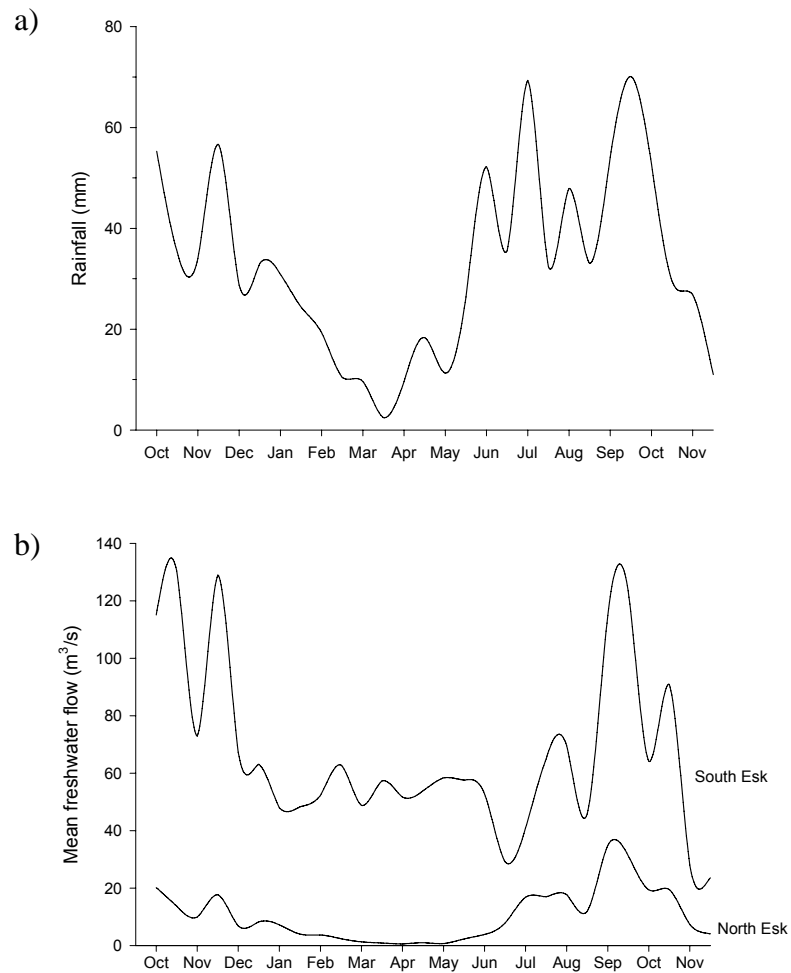 a)
80
60
40
20
0
Rainfall (mm)
Oct Nov Dec Jan Feb Mar Apr May Jun Jul Aug Sep Oct Nov
b)
140
120
100
80
60
40
20
0
Mean freshwater flow (m³/s)
South Esk
North Esk
Oct Nov Dec Jan Feb Mar Apr May Jun Jul Aug Sep Oct Nov